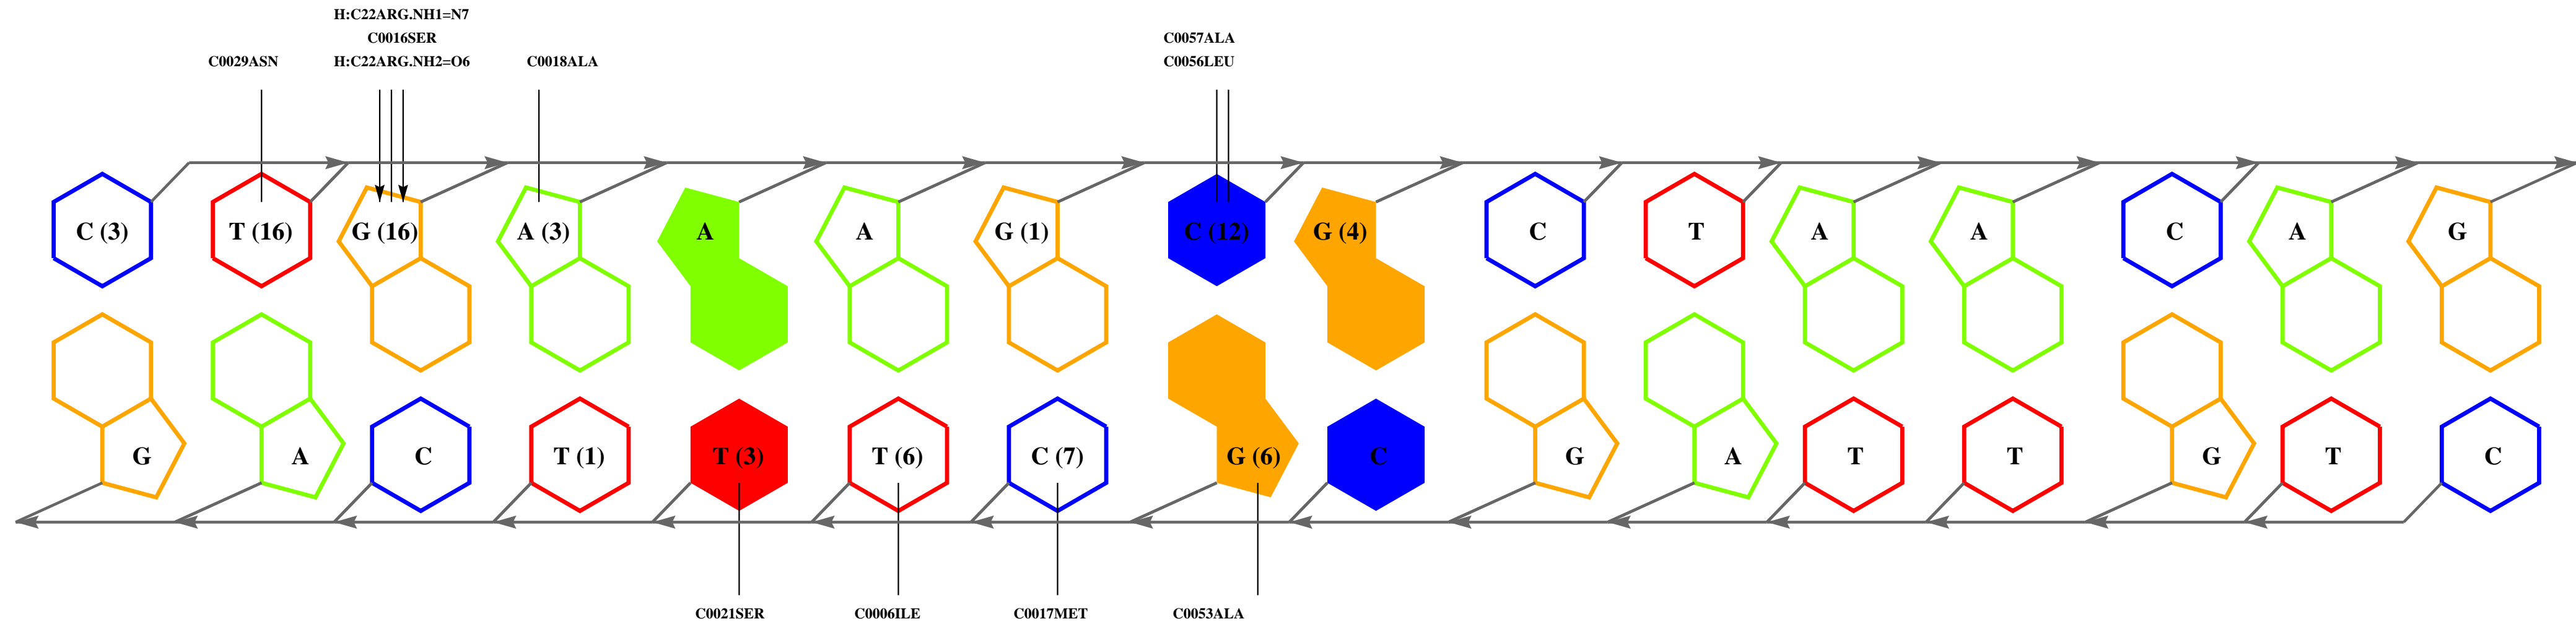 H:C22ARG.NH1=N7
C0016SER
H:C22ARG.NH2=O6
C0029ASN
C0018ALA
C0057ALA
C0056LEU
C (3) T (16) G (16) A (3) A A G (1) C (12) G (4) C T A A C A G
G A C T (1) T (3) T (6) C (7) G (6) C G A T T G T C
C0021SER C0006ILE C0017MET C0053ALA